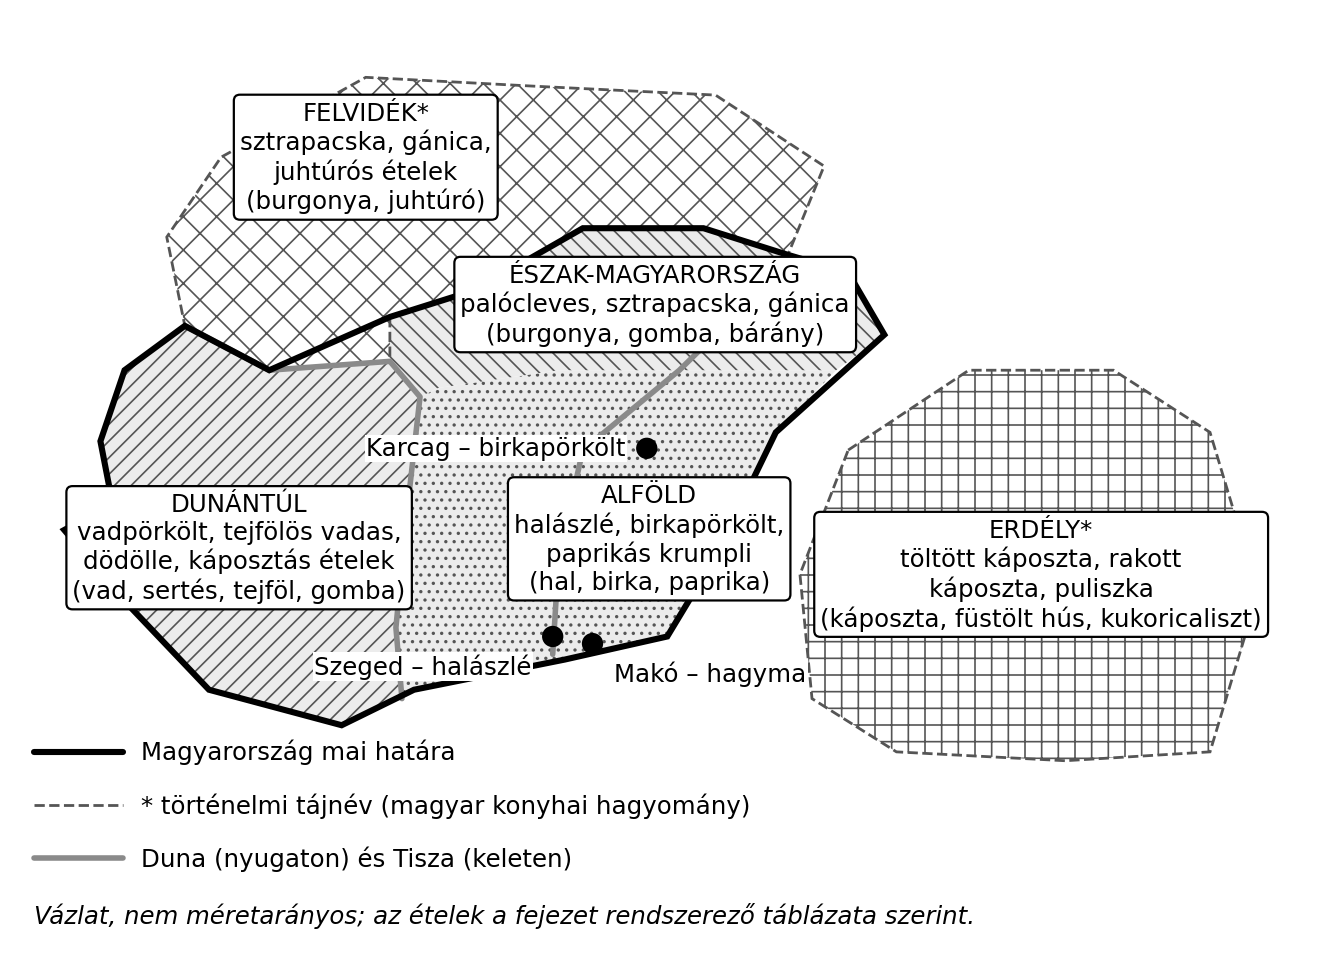 FELVIDÉK*
sztrapacska, gánica,
juhtúrós ételek
(burgonya, juhtúró)
ÉSZAK-MAGYARORSZÁG
palócleves, sztrapacska, gánica
(burgonya, gomba, bárány)
Karcag – birkapörkölt
DUNÁNTÚL
vadpörkölt, tejfölös vadas,
dödölle, káposztás ételek
(vad, sertés, tejföl, gomba)
ALFÖLD
halászlé, birkapörkölt,
paprikás krumpli
(hal, birka, paprika)
ERDÉLY*
töltött káposzta, rakott
káposzta, puliszka
(káposzta, füstölt hús, kukoricaliszt)
Szeged – halászlé
Makó – hagyma
Magyarország mai határa
* történelmi tájnév (magyar konyhai hagyomány)
Duna (nyugaton) és Tisza (keleten)
Vázlat, nem méretarányos; az ételek a fejezet rendszerező táblázata szerint.